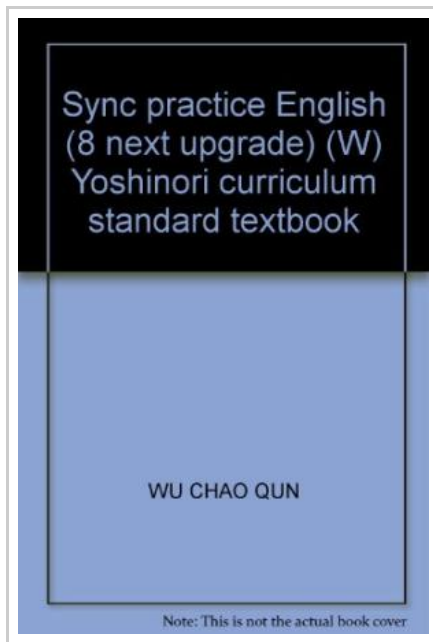 Sync practice English
(8 next upgrade) (W)
Yoshinori curriculum
standard textbook
WU CHAO QUN
Note: This is not the actual book cover